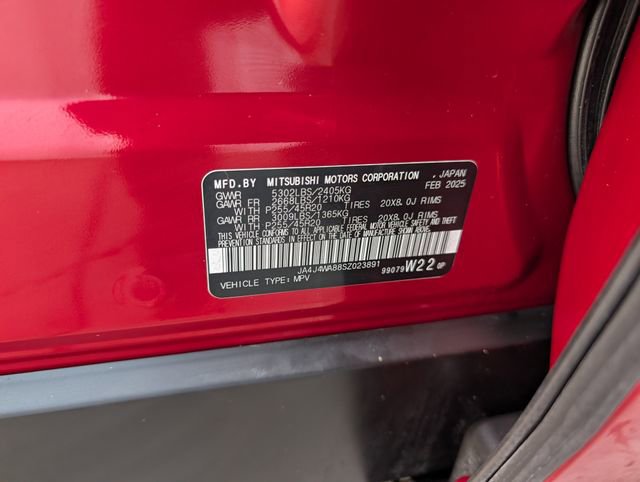 MFD.BY MITSUBISHI MOTORS CORPORATION , JAPAN
GVWR 5302LBS/2405KG FEB 2025
GAWR FR 2668LBS/1210KG
WITH P255/45R20 TIRES 20X8.0J RIMS
GAWR RR 3009LBS/1365KG
WITH P255/45R20 TIRES 20X8.0J RIMS
THIS VEHICLE CONFORMS TO ALL APPLICABLE
FEDERAL MOTOR VEHICLE SAFETY, BUMPER AND THEFT
PREVENTION STANDARDS IN EFFECT ON THE DATE OF MANUFACTURE SHOWN ABOVE.
JA4J4WA88SZ023891
VEHICLE TYPE: MPV 99079 W22 0P